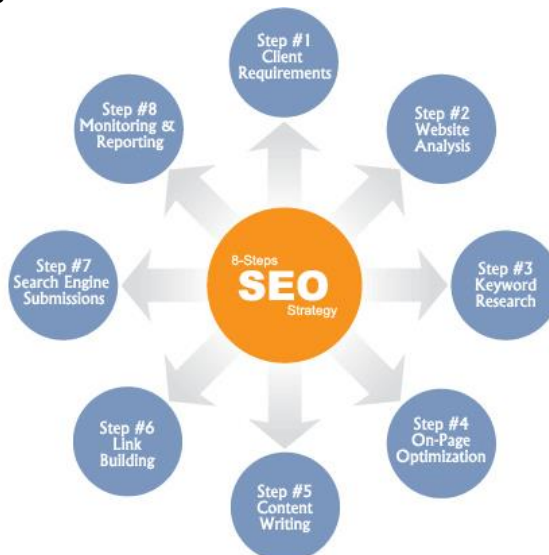 8-Steps
SEO
Strategy
Step #1
Client
Requirements
Step #2
Website
Analysis
Step #3
Keyword
Research
Step #4
On-Page
Optimization
Step #5
Content
Writing
Step #6
Link
Building
Step #7
Search Engine
Submissions
Step #8
Monitoring &
Reporting